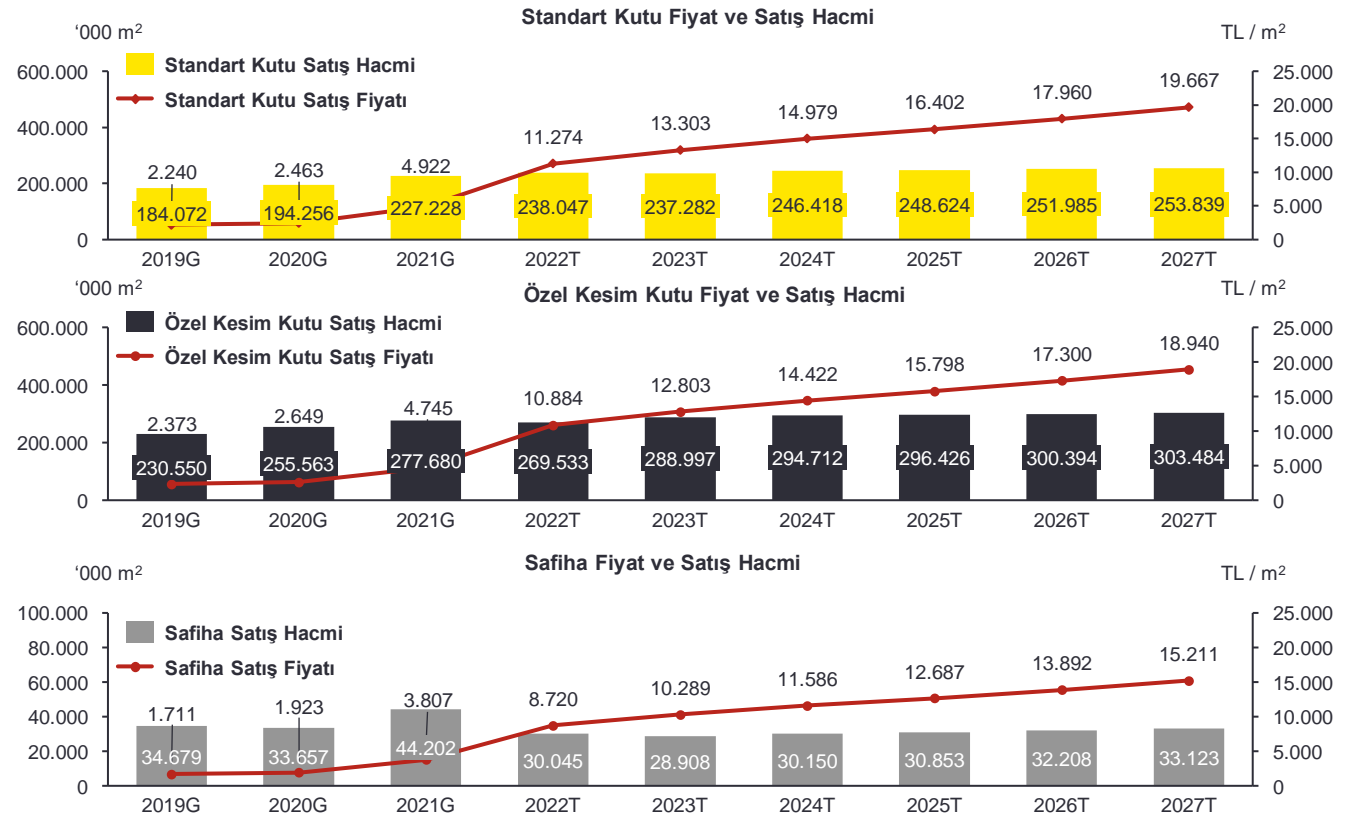 Standart Kutu Fiyat ve Satış Hacmi
‘000 m²
TL / m²
Standart Kutu Satış Hacmi
Standart Kutu Satış Fiyatı
600.000
400.000
200.000
0
25.000
20.000
15.000
10.000
5.000
0
2.240 2.463 4.922 11.274 13.303 14.979 16.402 17.960 19.667
184.072 194.256 227.228 238.047 237.282 246.418 248.624 251.985 253.839
2019G 2020G 2021G 2022T 2023T 2024T 2025T 2026T 2027T
Özel Kesim Kutu Fiyat ve Satış Hacmi
‘000 m²
TL / m²
Özel Kesim Kutu Satış Hacmi
Özel Kesim Kutu Satış Fiyatı
600.000
400.000
200.000
0
25.000
20.000
15.000
10.000
5.000
0
2.373 2.649 4.745 10.884 12.803 14.422 15.798 17.300 18.940
230.550 255.563 277.680 269.533 288.997 294.712 296.426 300.394 303.484
2019G 2020G 2021G 2022T 2023T 2024T 2025T 2026T 2027T
Safiha Fiyat ve Satış Hacmi
‘000 m²
TL / m²
Safiha Satış Hacmi
Safiha Satış Fiyatı
100.000
80.000
60.000
40.000
20.000
0
25.000
20.000
15.000
10.000
5.000
0
1.711 1.923 3.807 8.720 10.289 11.586 12.687 13.892 15.211
34.679 33.657 44.202 30.045 28.908 30.150 30.853 32.208 33.123
2019G 2020G 2021G 2022T 2023T 2024T 2025T 2026T 2027T